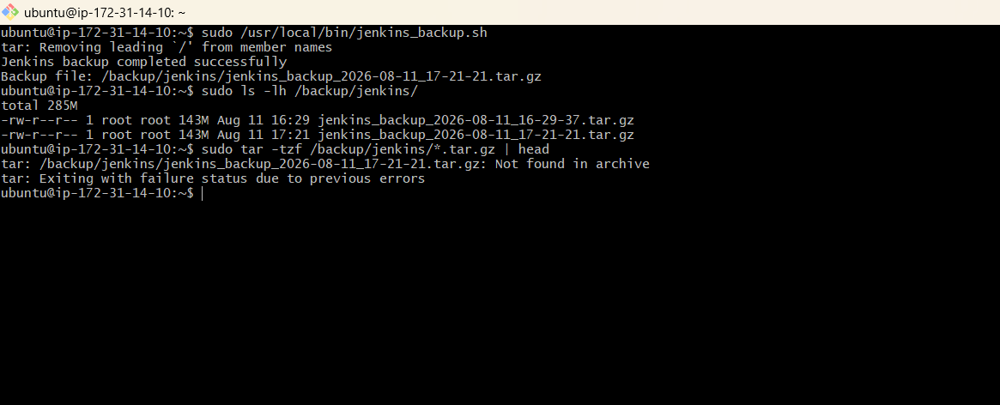 ubuntu@ip-172-31-14-10: ~
ubuntu@ip-172-31-14-10:~$ sudo /usr/local/bin/jenkins_backup.sh
tar: Removing leading `/' from member names
Jenkins backup completed successfully
Backup file: /backup/jenkins/jenkins_backup_2026-08-11_17-21-21.tar.gz
ubuntu@ip-172-31-14-10:~$ sudo ls -lh /backup/jenkins/
total 285M
-rw-r--r-- 1 root root 143M Aug 11 16:29 jenkins_backup_2026-08-11_16-29-37.tar.gz
-rw-r--r-- 1 root root 143M Aug 11 17:21 jenkins_backup_2026-08-11_17-21-21.tar.gz
ubuntu@ip-172-31-14-10:~$ sudo tar -tzf /backup/jenkins/*.tar.gz | head
tar: /backup/jenkins/jenkins_backup_2026-08-11_17-21-21.tar.gz: Not found in archive
tar: Exiting with failure status due to previous errors
ubuntu@ip-172-31-14-10:~$